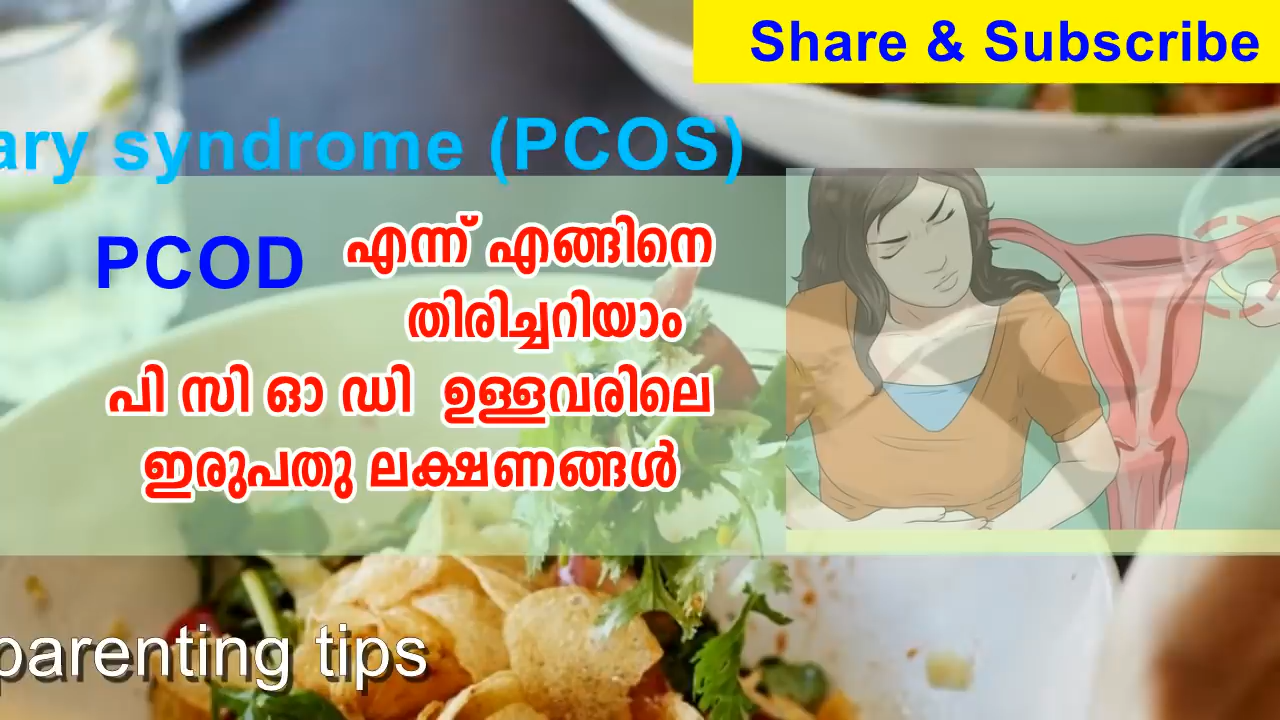 Share & Subscribe
ary syndrome (PCOS)
PCOD എന്ന് എങ്ങിനെ
തിരിച്ചറിയാം
പി സി ഓ ഡി ഉള്ളവരിലെ
ഇരുപതു ലക്ഷണങ്ങൾ
parenting tips